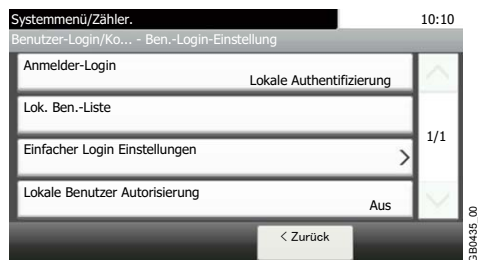 Systemmenü/Zähler.
10:10
Benutzer-Login/Ko... - Ben.-Login-Einstellung
Anmelder-Login
Lokale Authentifizierung
Lok. Ben.-Liste
1/1
Einfacher Login Einstellungen
Lokale Benutzer Autorisierung
Aus
< Zurück
GB0435_00